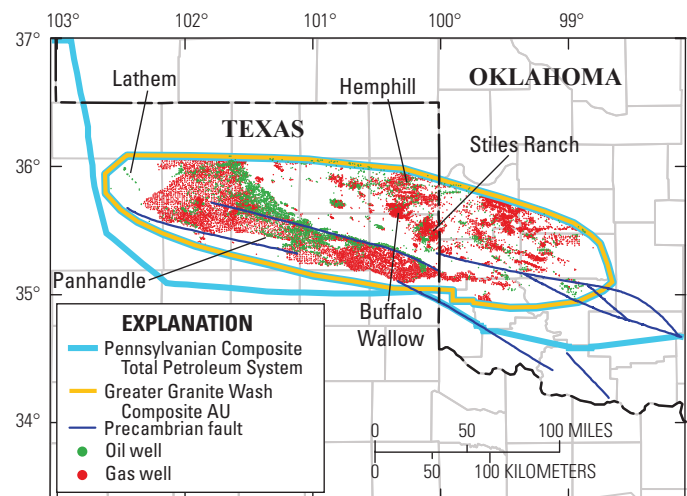 103°
102°
101°
100°
99°
37°
36°
35°
34°
Lathem
Hemphill
OKLAHOMA
TEXAS
Stiles Ranch
Panhandle
Buffalo
Wallow
EXPLANATION
Pennsylvanian Composite
Total Petroleum System
Greater Granite Wash
Composite AU
Precambrian fault
Oil well
Gas well
0 50 100 MILES
0 50 100 KILOMETERS